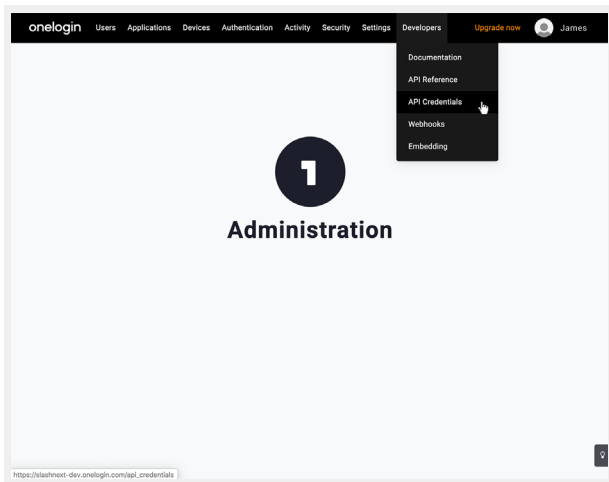 onelogin Users Applications Devices Authentication Activity Security Settings Developers Upgrade now James
Documentation
API Reference
API Credentials
Webhooks
Embedding
1
Administration
https://slashnext-dev.onelogin.com/api_credentials